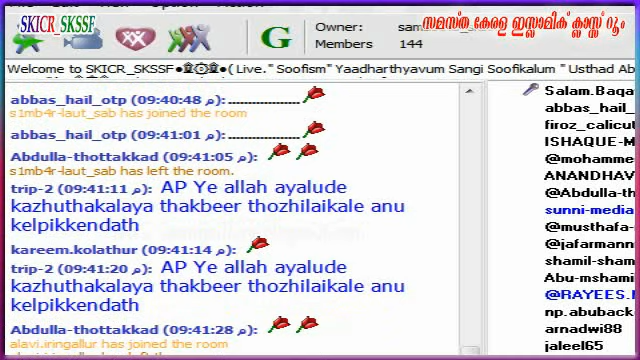 SKICR_SKSSF
സമസ്ത കേരള ഇസ്ലാമിക് ക്ലാസ്സ് റൂം
Owner:
Members 144
G
Welcome to SKICR_SKSSF (Live." Soofism" Yaadharthyavum Sangi Soofikalum " Usthad Ab
abbas_hail_otp (09:40:48 م): ..................
s1mb4r-laut_sab has joined the room
abbas_hail_otp (09:41:01 م): ..................
Abdulla-thottakkad (09:41:05 م):
s1mb4r-laut_sab has left the room.
trip-2 (09:41:11 م): AP Ye allah ayalude
kazhuthakalaya thakbeer thozhilaikale anu
kelpikkendath
kareem.kolathur (09:41:14 م):
trip-2 (09:41:20 م): AP Ye allah ayalude
kazhuthakalaya thakbeer thozhilaikale anu
kelpikkendath
Abdulla-thottakkad (09:41:28 م):
alavi.iringallur has joined the room
Salam.Baqa
abbas_hail_
firoz_calicut
ISHAQUE-M
@mohamme
ANANDHAV
@Abdulla-th
sunni-media
@musthafa-
@jafarmann
shamil-sham
Abu-mshami
@RAYEES.
np.abuback
arnadwi88
jaleel65